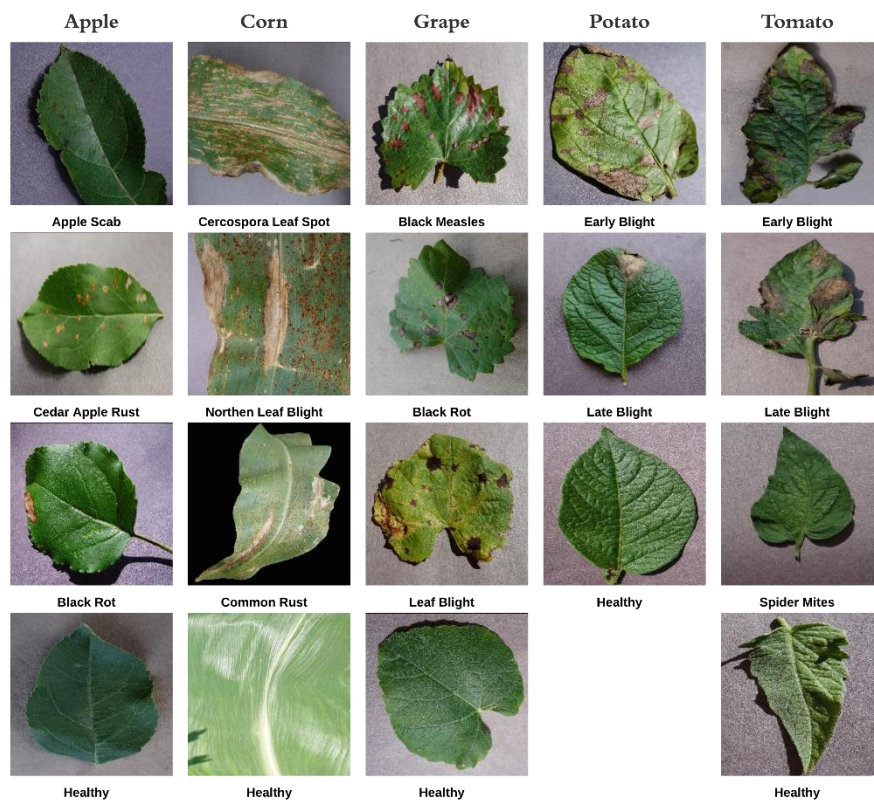 Apple Corn Grape Potato Tomato
Apple Scab Cercospora Leaf Spot Black Measles Early Blight Early Blight
Cedar Apple Rust Northen Leaf Blight Black Rot Late Blight Late Blight
Black Rot Common Rust Leaf Blight Healthy Spider Mites
Healthy Healthy Healthy Healthy